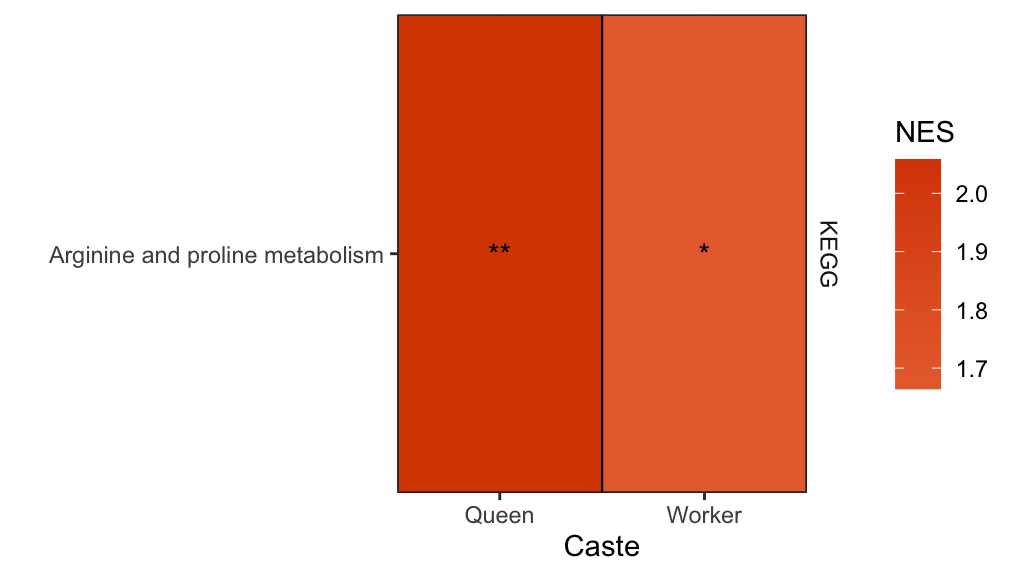 Arginine and proline metabolism
**
*
KEGG
Queen
Worker
Caste
NES
2.0
1.9
1.8
1.7